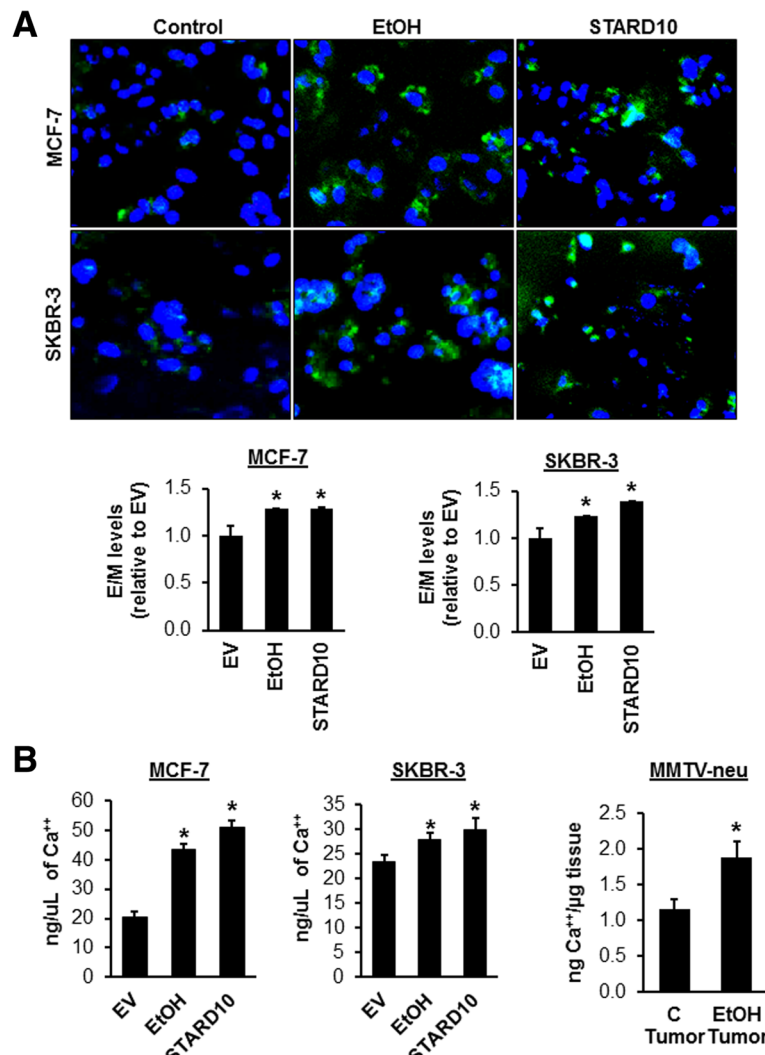 A
Control
EtOH
STARD10
MCF-7
SKBR-3
MCF-7
E/M levels
(relative to EV)
1.5
1.0
0.5
0.0
*
*
EV
EtOH
STARD10
SKBR-3
E/M levels
(relative to EV)
1.5
1.0
0.5
0.0
*
*
EV
EtOH
STARD10
B
MCF-7
ng/uL of Ca⁺⁺
60
50
40
30
20
10
0
*
*
EV
EtOH
STARD10
SKBR-3
ng/uL of Ca⁺⁺
35
30
25
20
15
10
5
0
*
*
EV
EtOH
STARD10
MMTV-neu
ng Ca⁺⁺/µg tissue
2.5
2.0
1.5
1.0
0.5
0.0
*
C
Tumor
EtOH
Tumor